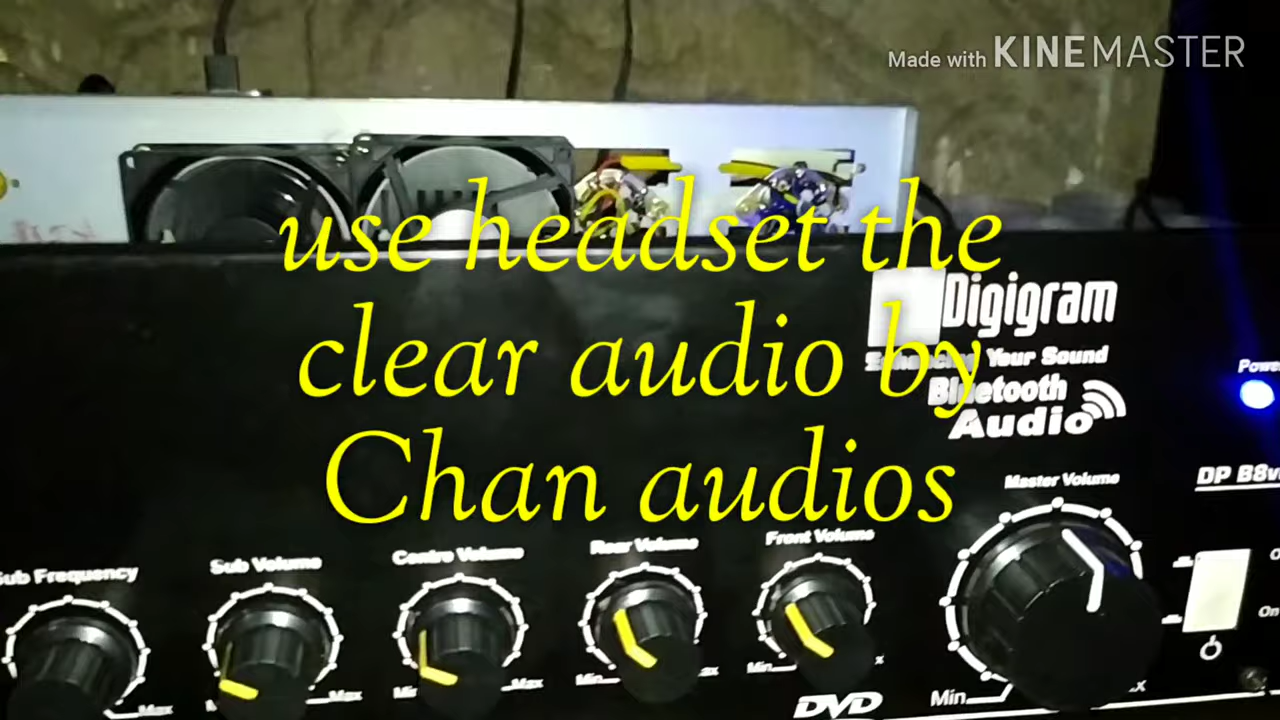 Made with KINEMASTER
use headset the
clear audio by
Chan audios
Digigram
Your Sound
Bluetooth
Audio
Power
Master Volume
DP B8
Sub Frequency
Sub Volume
Centre Volume
Rear Volume
Front Volume
Max
Max
Min
Max
Min
Min
Min
On
DVD